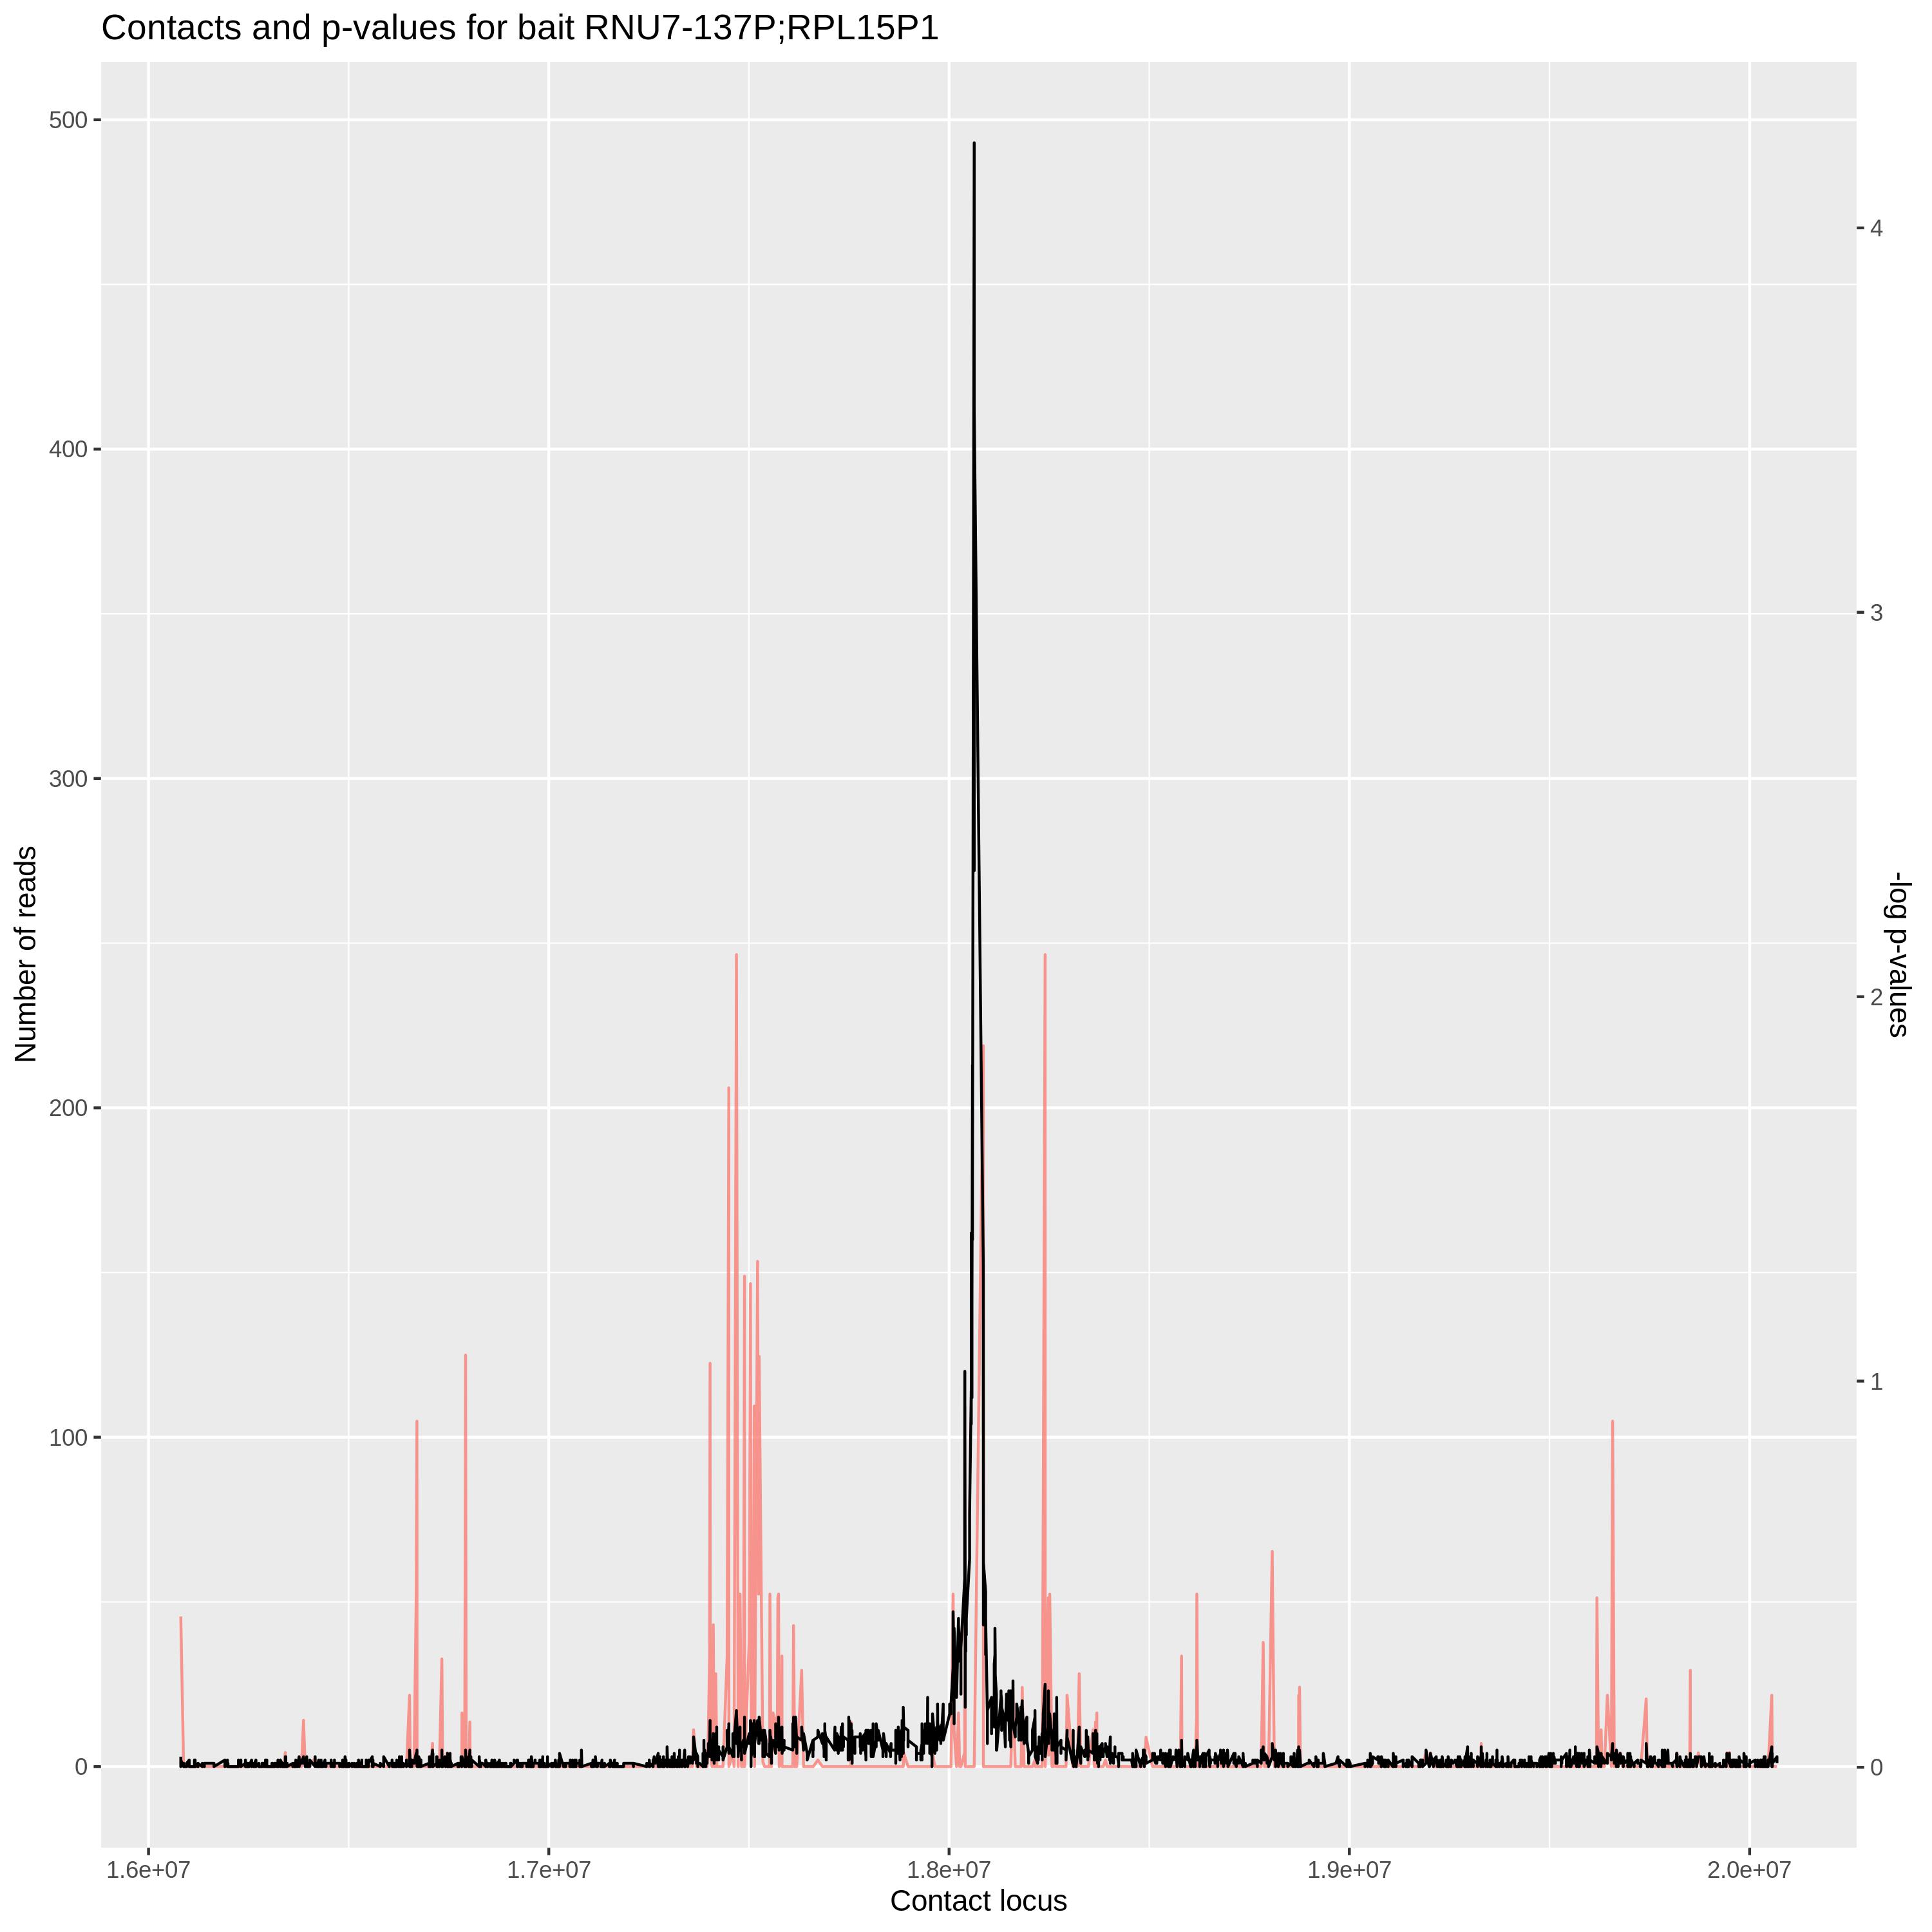 Contacts and p-values for bait RNU7-137P;RPL15P1
500
400
300
200
100
0
Number of reads
4
3
2
1
0
-log p-values
1.6e+07
1.7e+07
1.8e+07
1.9e+07
2.0e+07
Contact locus